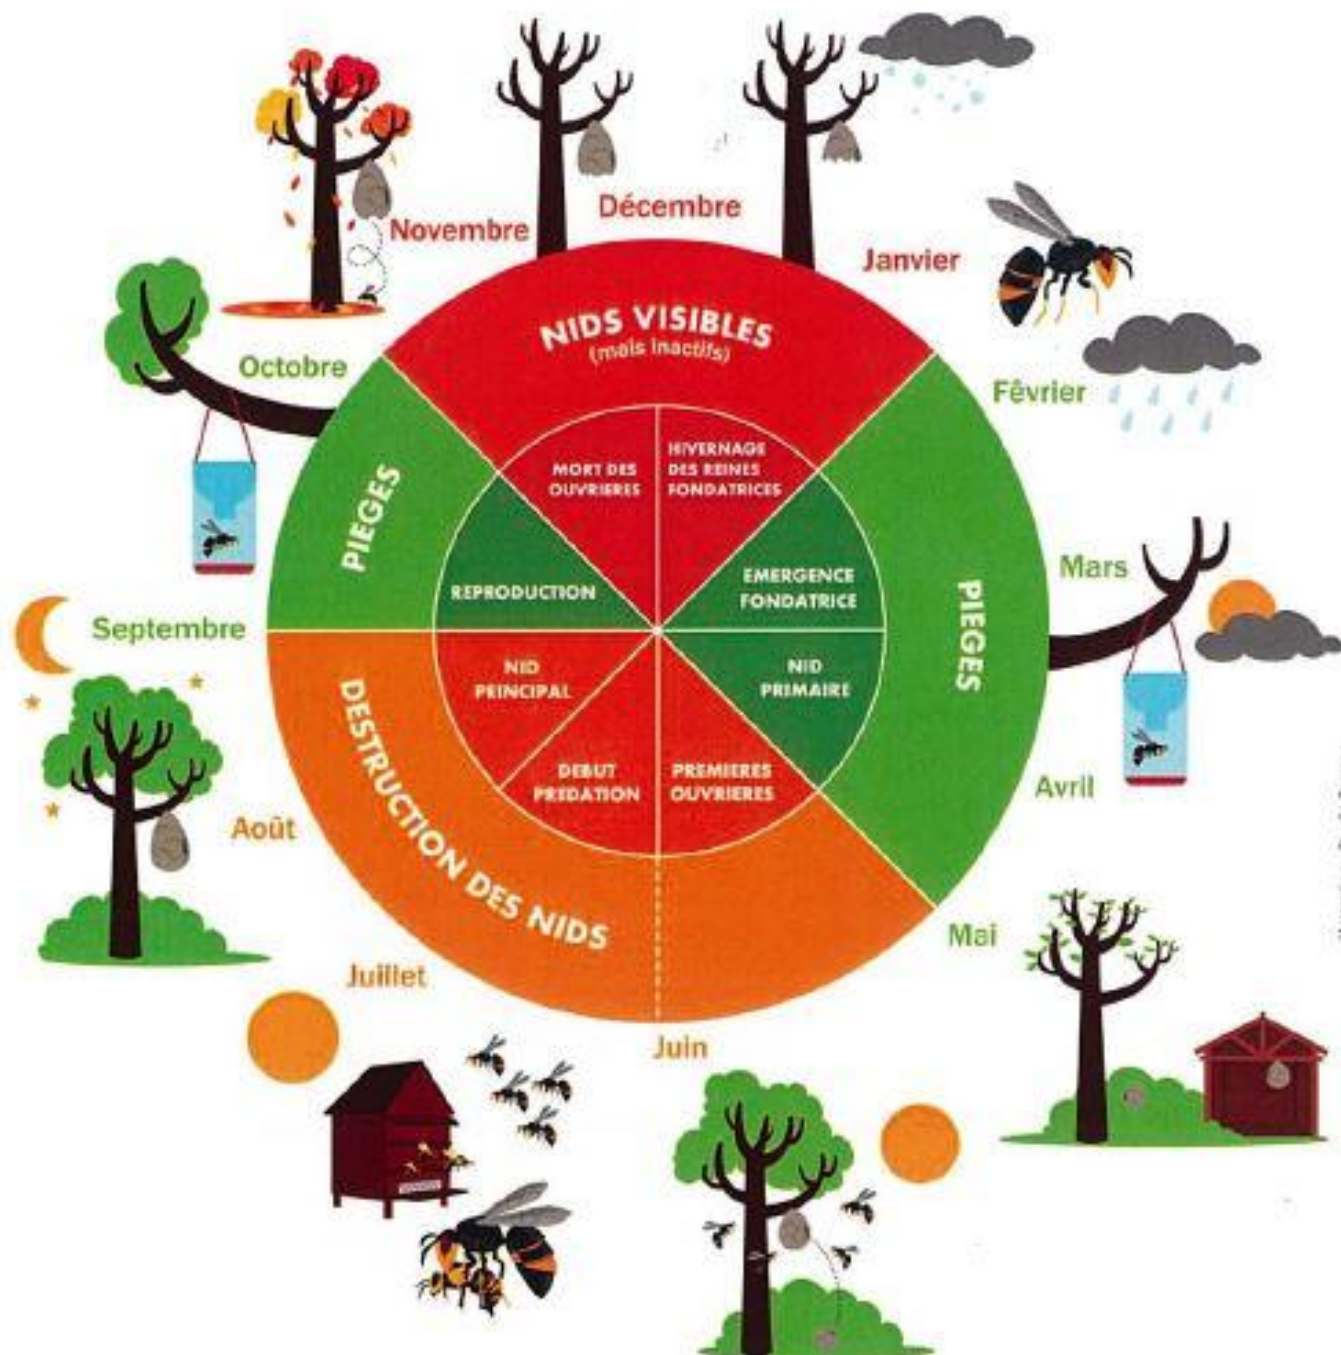 Décembre
Novembre
Janvier
NIDS VISIBLES
(mais inactifs)
Octobre
Février
MORT DES
OUVRIERES
HIVERNAGE
DES REINES
FONDATRICES
PIEGES
REPRODUCTION
EMERGENCE
FONDATRICE
Mars
PIEGES
Septembre
NID
PRINCIPAL
NID
PRIMAIRE
DESTRUCTION DES NIDS
DEBUT
PREDATION
PREMIERES
OUVRIERES
Avril
Août
Mai
Juillet
Juin